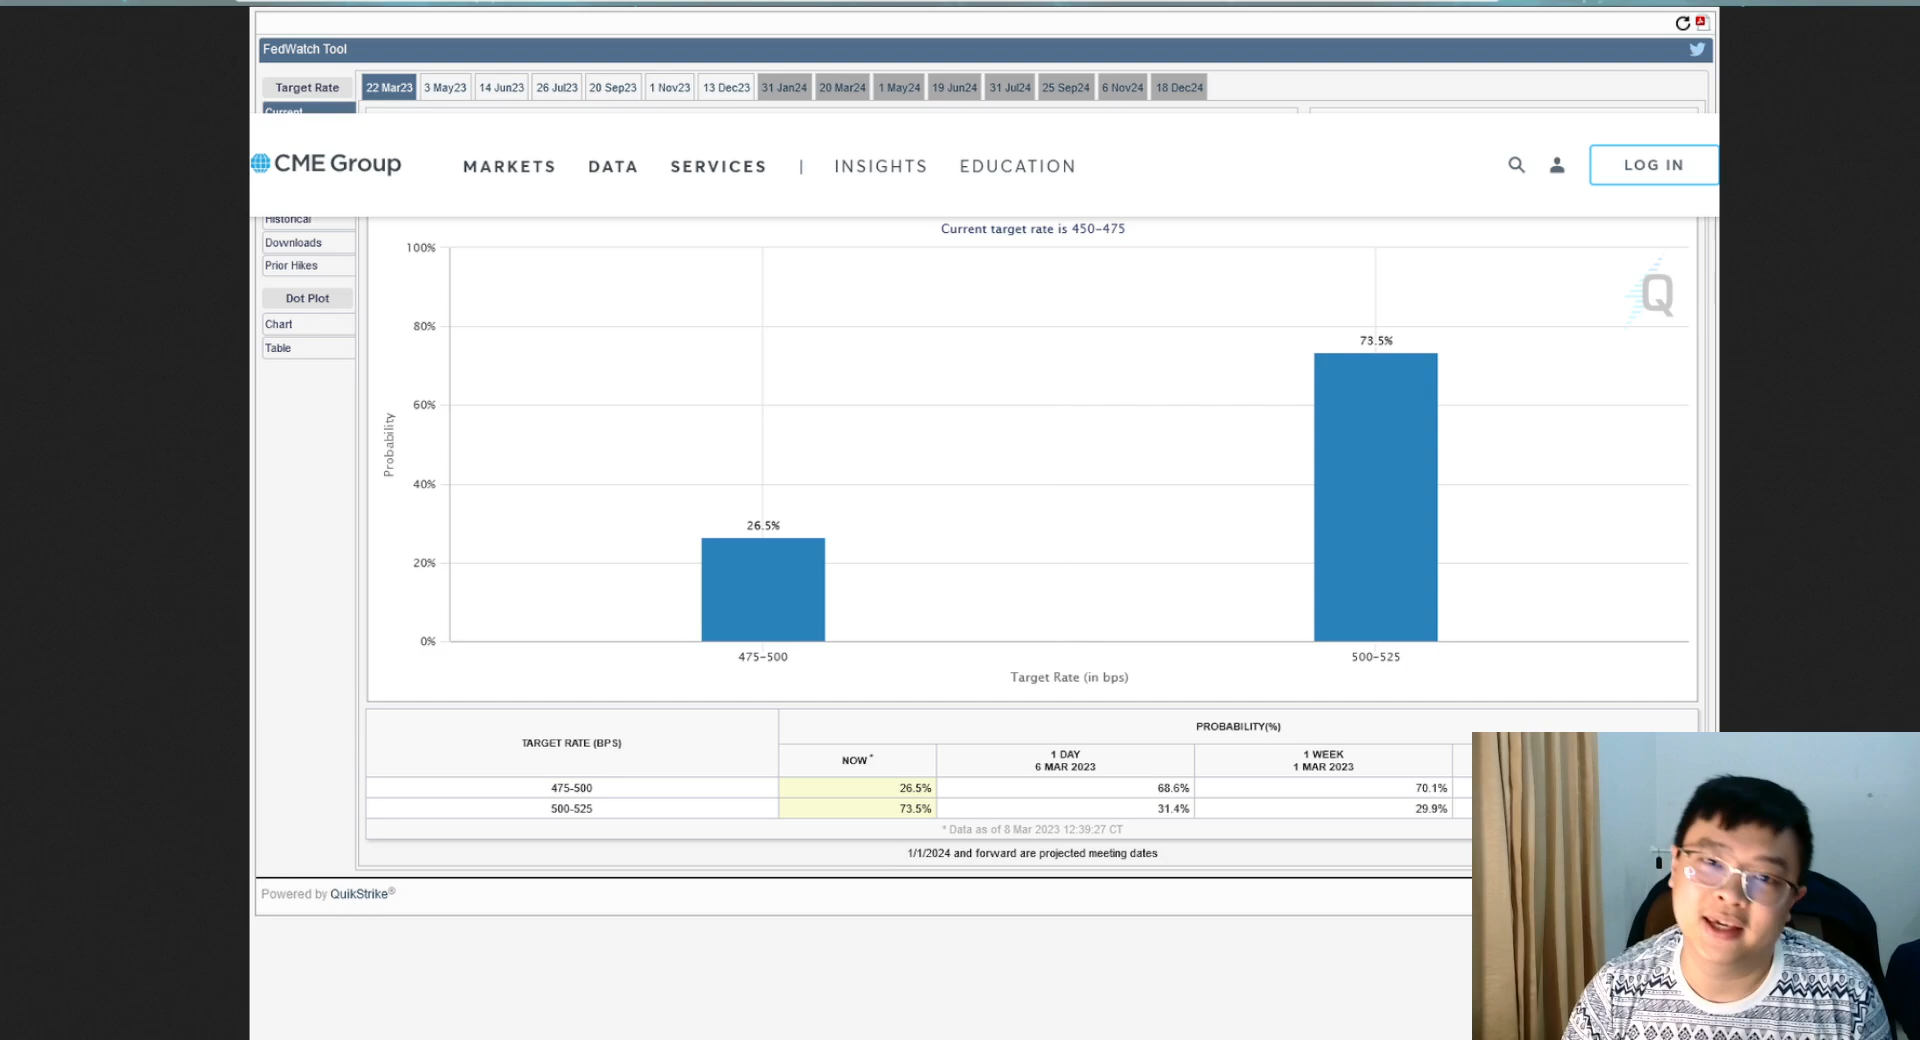 FedWatch Tool
Target Rate
22 Mar23 3 May23 14 Jun23 26 Jul23 20 Sep23 1 Nov23 13 Dec23 31 Jan24 20 Mar24 1 May24 19 Jun24 31 Jul24 25 Sep24 6 Nov24 18 Dec24
Current
CME Group MARKETS DATA SERVICES | INSIGHTS EDUCATION LOG IN
Historical
Downloads
Prior Hikes
Dot Plot
Chart
Table
Current target rate is 450-475
100%
80%
60%
40%
20%
0%
Probability
Q
26.5%
73.5%
475-500 500-525
Target Rate (in bps)
TARGET RATE (BPS) PROBABILITY(%)
NOW * 1 DAY 1 WEEK
6 MAR 2023 1 MAR 2023
475-500 26.5% 68.6% 70.1%
500-525 73.5% 31.4% 29.9%
* Data as of 8 Mar 2023 12:39:27 CT
1/1/2024 and forward are projected meeting dates
Powered by QuikStrike®